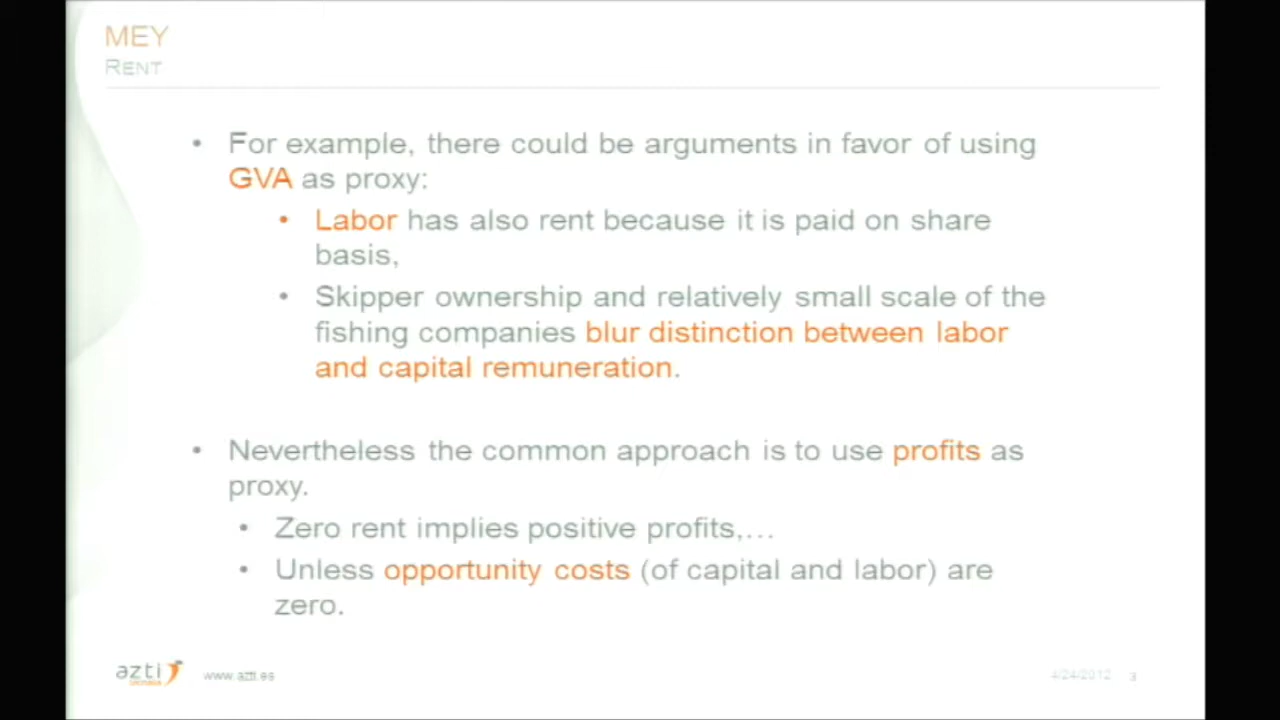 MEY
RENT
• For example, there could be arguments in favor of using
GVA as proxy:
• Labor has also rent because it is paid on share
basis,
• Skipper ownership and relatively small scale of the
fishing companies blur distinction between labor
and capital remuneration.
• Nevertheless the common approach is to use profits as
proxy.
• Zero rent implies positive profits,…
• Unless opportunity costs (of capital and labor) are
zero.
azti
www.azti.es
4/24/2012 3